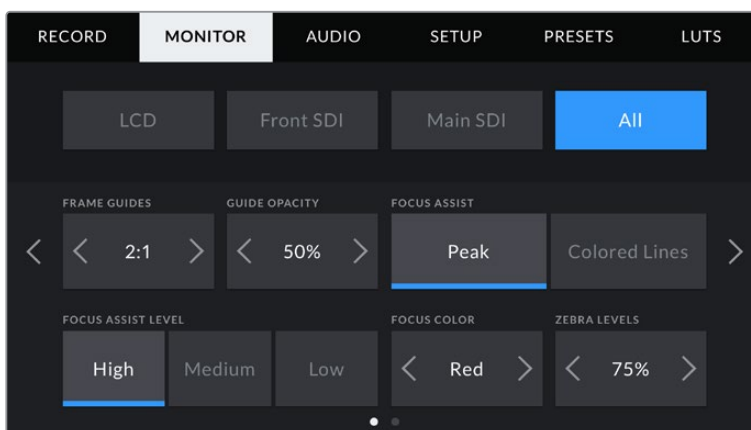 RECORD MONITOR AUDIO SETUP PRESETS LUTS
LCD Front SDI Main SDI All
FRAME GUIDES GUIDE OPACITY FOCUS ASSIST
2:1 50% Peak Colored Lines
FOCUS ASSIST LEVEL FOCUS COLOR ZEBRA LEVELS
High Medium Low Red 75%